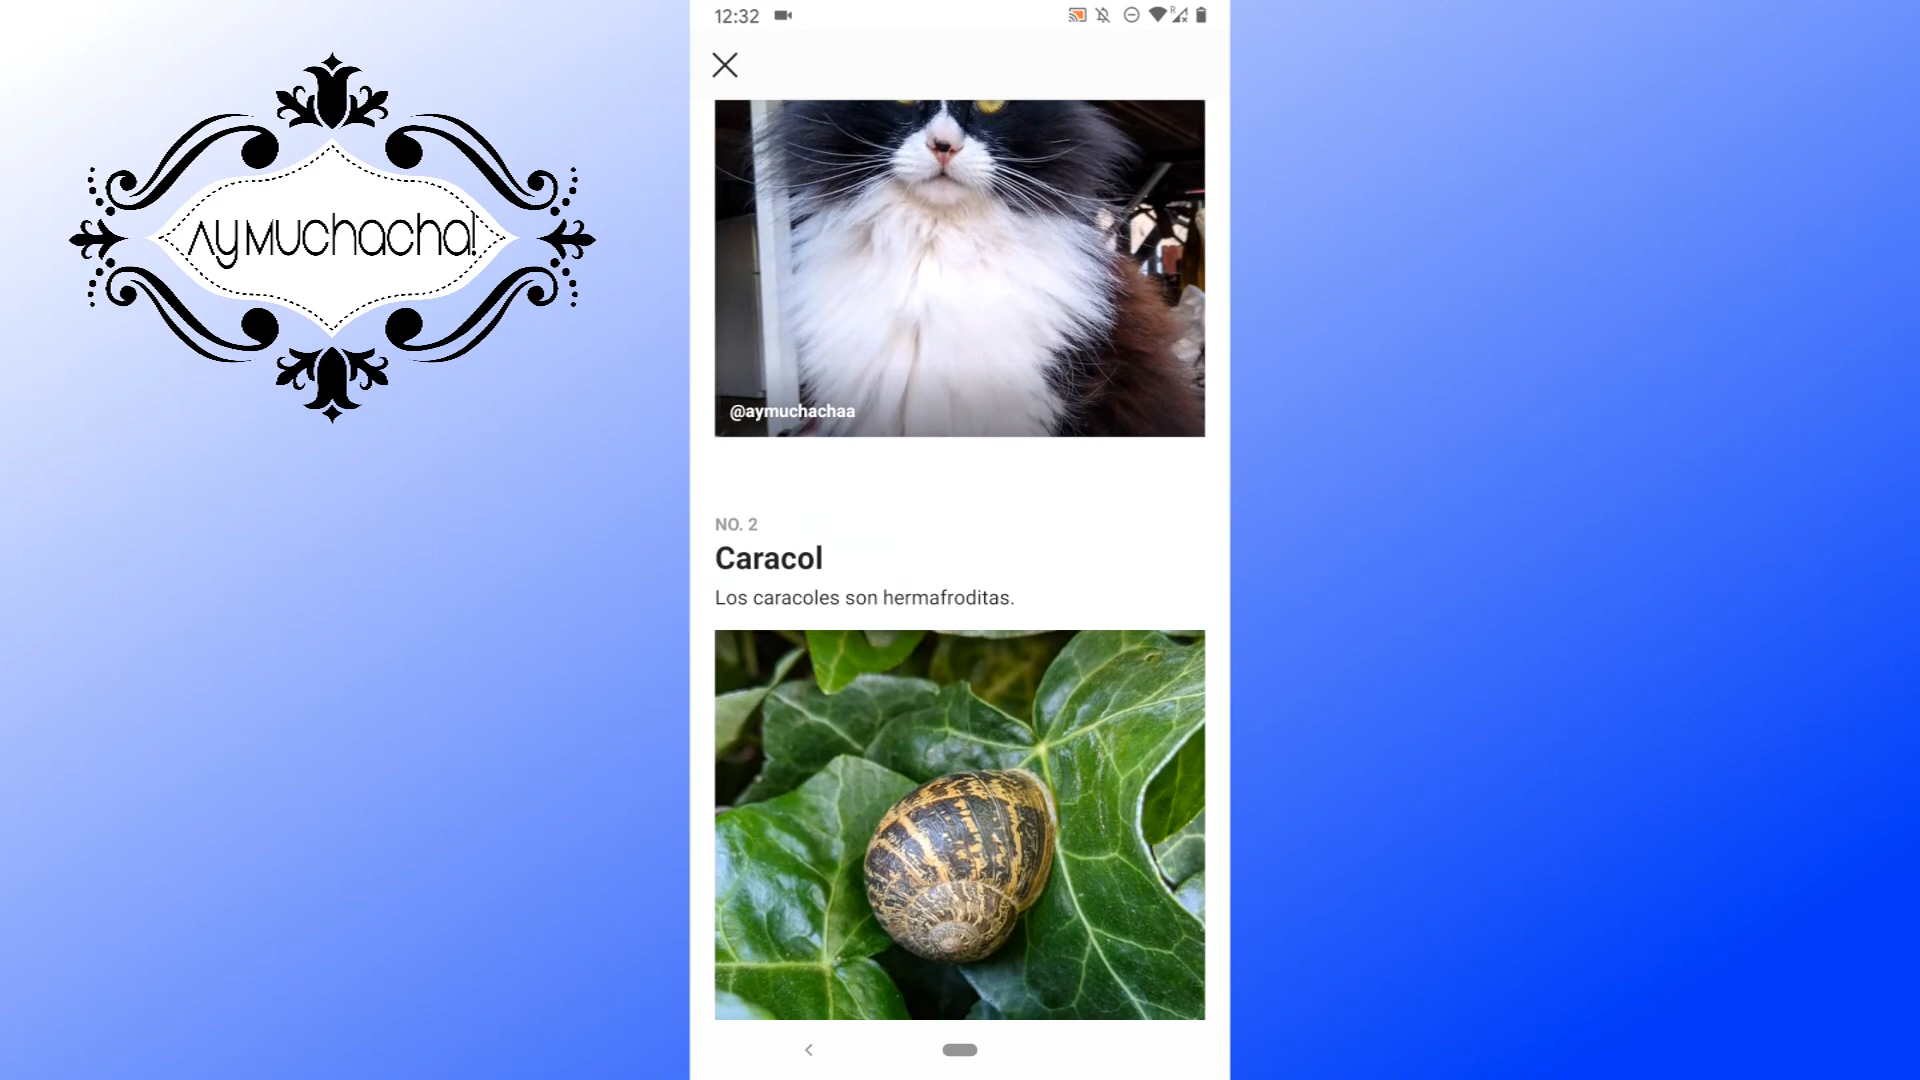 12:32
R
AyMuchacha!
@aymuchachaa
NO. 2
Caracol
Los caracoles son hermafroditas.